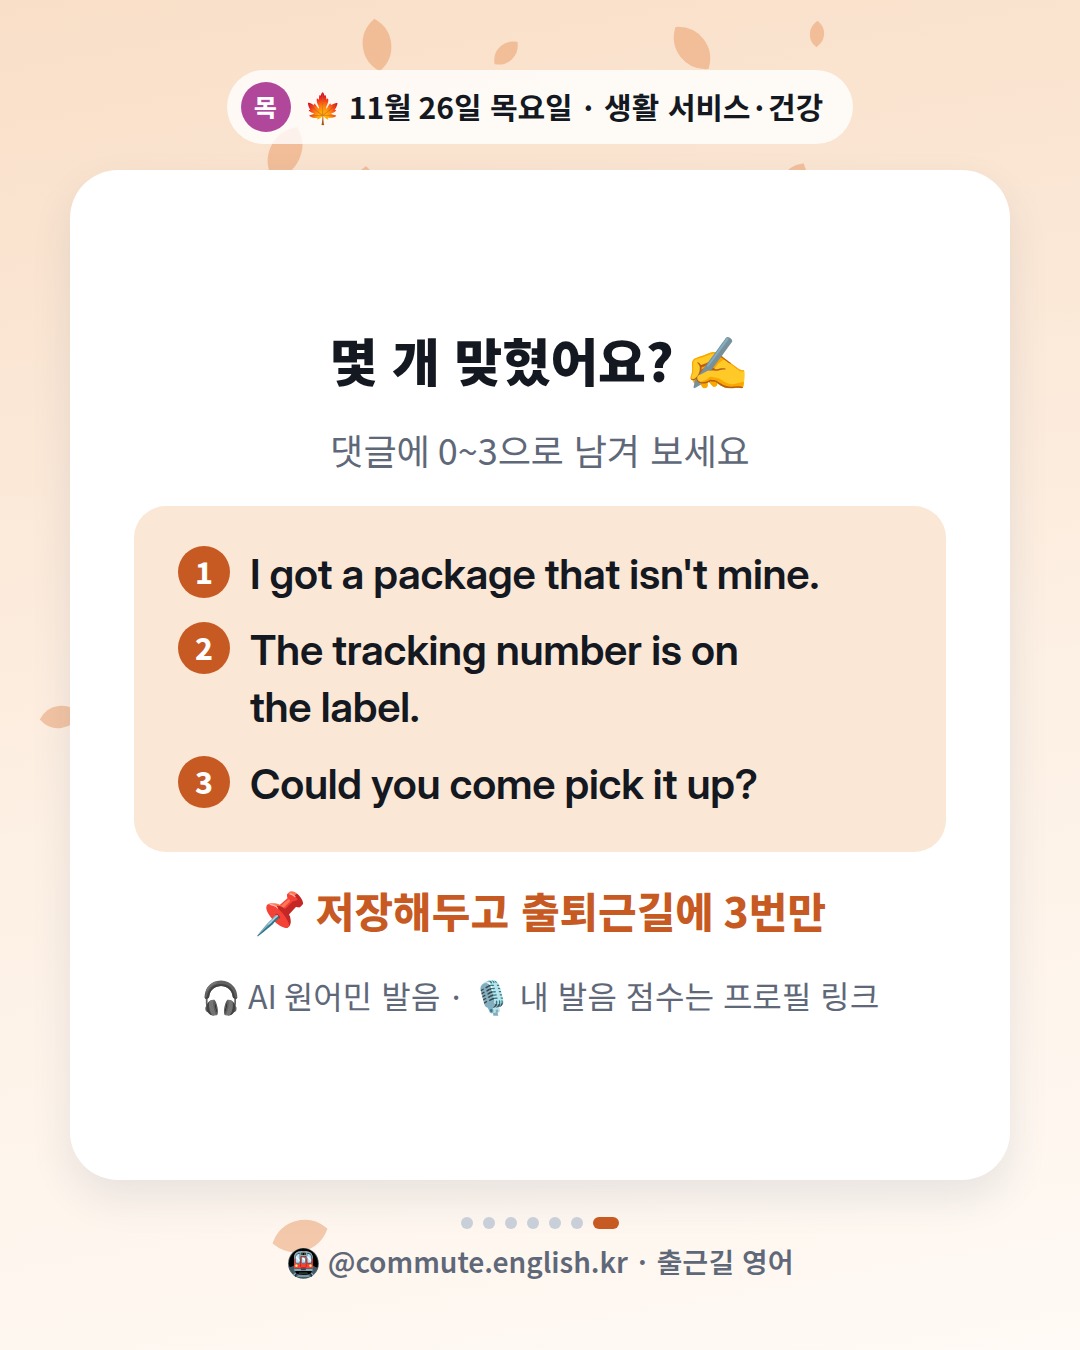 목 🍁 11월 26일 목요일 · 생활 서비스·건강
몇 개 맞혔어요? ✍️
댓글에 0~3으로 남겨 보세요
1 I got a package that isn't mine.
2 The tracking number is on
the label.
3 Could you come pick it up?
📌 저장해두고 출퇴근길에 3번만
🎧 AI 원어민 발음 · 🎙️ 내 발음 점수는 프로필 링크
🚇 @commute.english.kr · 출근길 영어